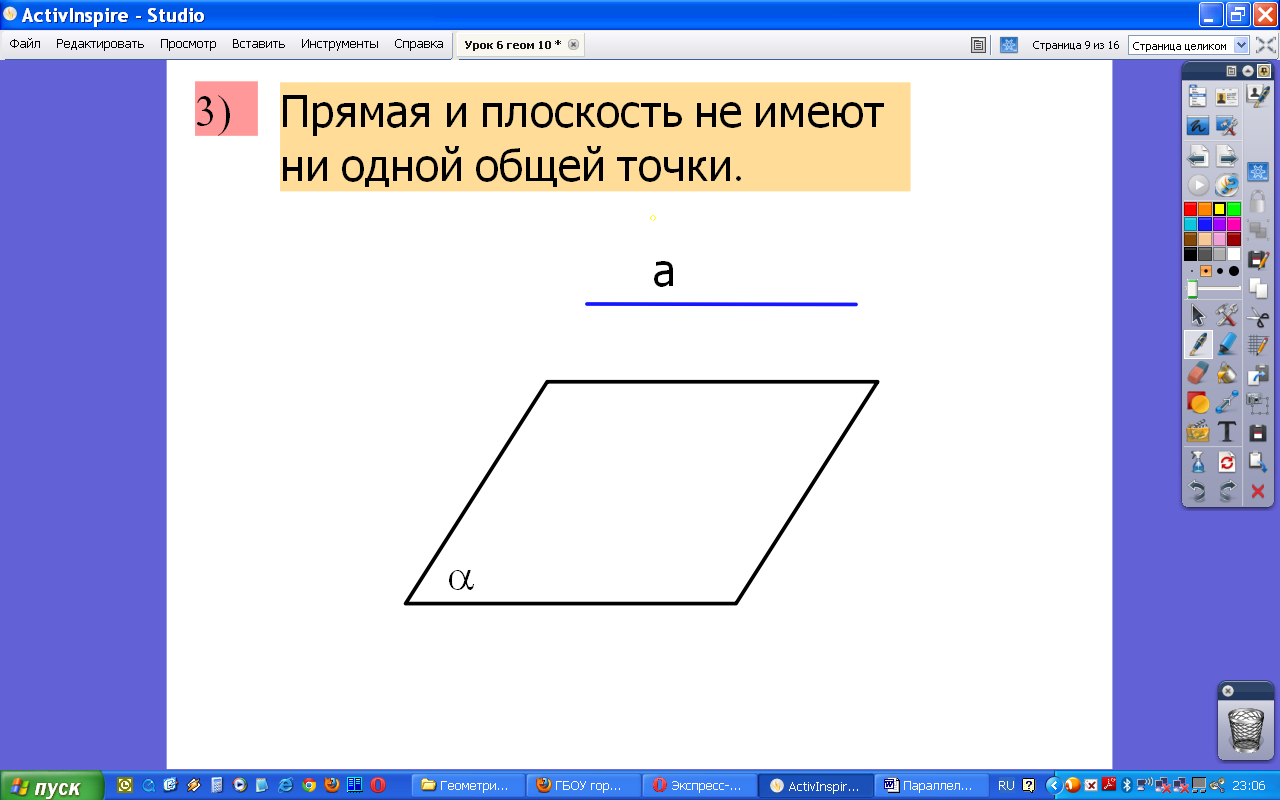 ActivInspire - Studio
Файл Редактировать Просмотр Вставить Инструменты Справка Урок 6 геом 10 * Страница 9 из 16 Страница целиком
3) Прямая и плоскость не имеют
ни одной общей точки.
a
α
T
пуск Геометри... ГБОУ гор... Экспресс-... ActivInspir... Параллел... RU 23:06